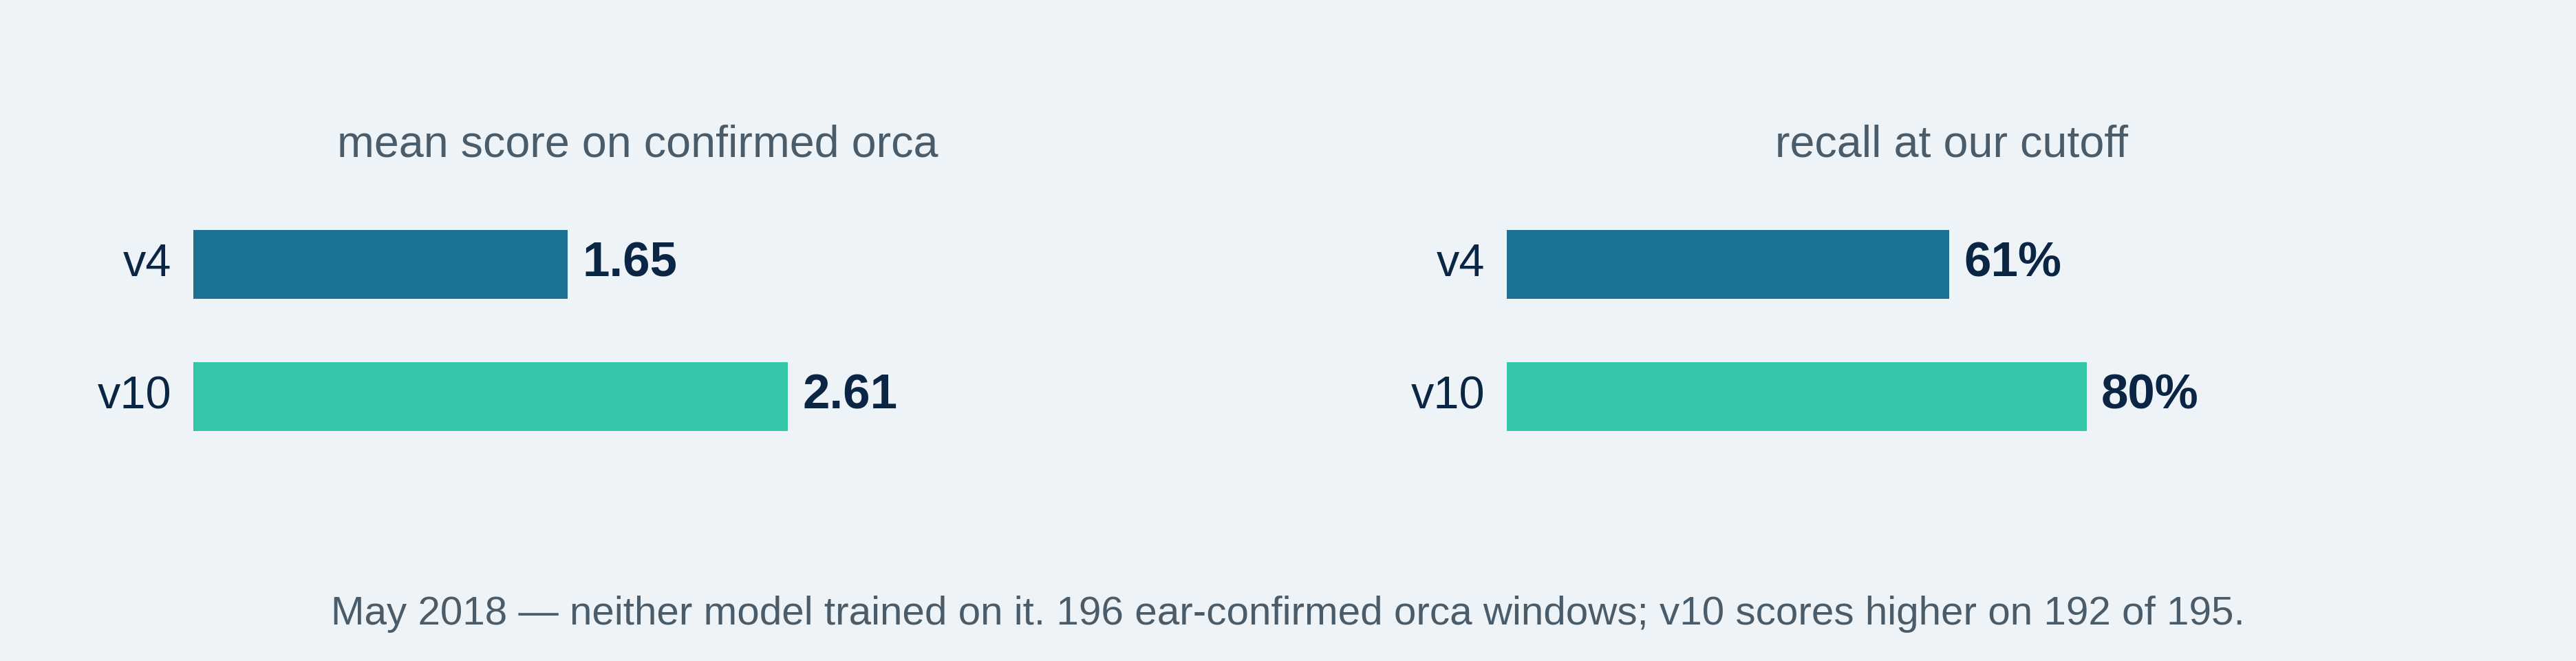 mean score on confirmed orca
v4 1.65
v10 2.61
recall at our cutoff
v4 61%
v10 80%
May 2018 — neither model trained on it. 196 ear-confirmed orca windows; v10 scores higher on 192 of 195.